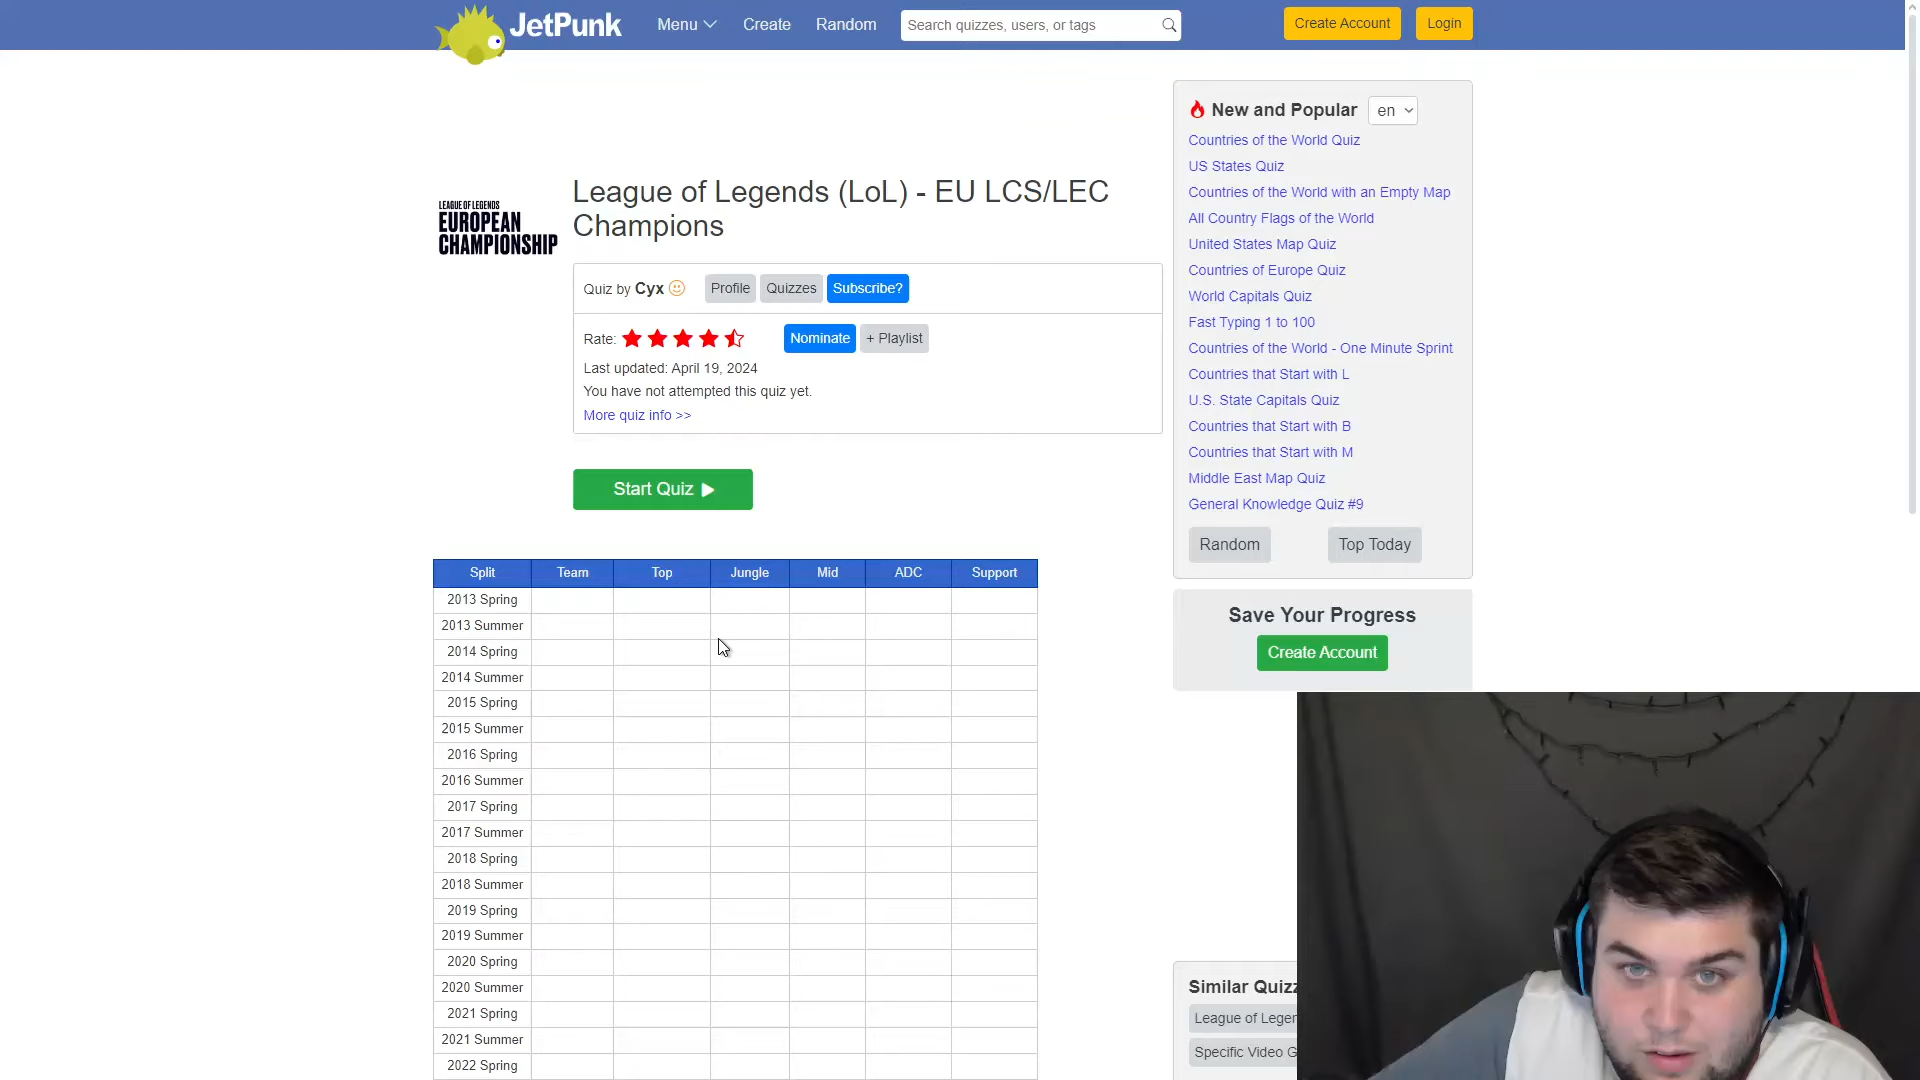 JetPunk
Menu
Create
Random
Search quizzes, users, or tags
Create Account
Login
LEAGUE OF LEGENDS
EUROPEAN
CHAMPIONSHIP
League of Legends (LoL) - EU LCS/LEC
Champions
Quiz by Cyx
Profile
Quizzes
Subscribe?
Rate:
Nominate
+ Playlist
Last updated: April 19, 2024
You have not attempted this quiz yet.
More quiz info >>
Start Quiz
Split Team Top Jungle Mid ADC Support
2013 Spring
2013 Summer
2014 Spring
2014 Summer
2015 Spring
2015 Summer
2016 Spring
2016 Summer
2017 Spring
2017 Summer
2018 Spring
2018 Summer
2019 Spring
2019 Summer
2020 Spring
2020 Summer
2021 Spring
2021 Summer
2022 Spring
New and Popular
en
Countries of the World Quiz
US States Quiz
Countries of the World with an Empty Map
All Country Flags of the World
United States Map Quiz
Countries of Europe Quiz
World Capitals Quiz
Fast Typing 1 to 100
Countries of the World - One Minute Sprint
Countries that Start with L
U.S. State Capitals Quiz
Countries that Start with B
Countries that Start with M
Middle East Map Quiz
General Knowledge Quiz #9
Random
Top Today
Save Your Progress
Create Account
Similar Quizz
League of Legen
Specific Video G